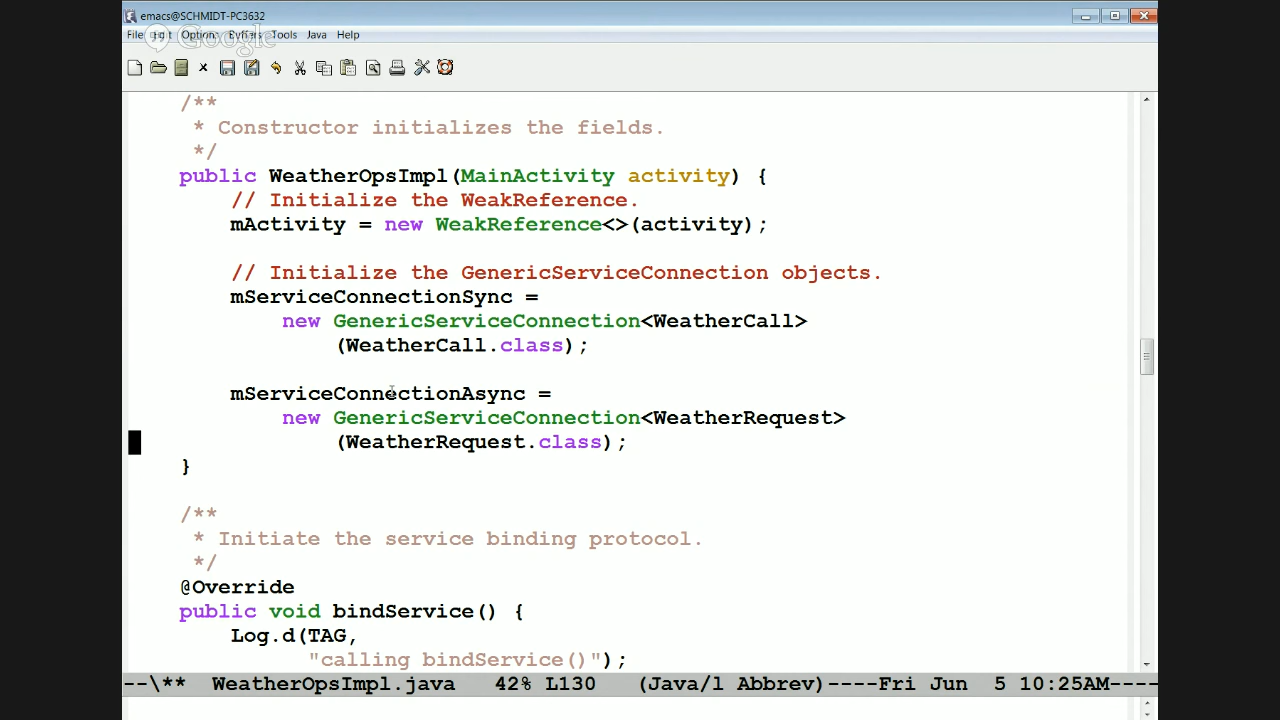 emacs@SCHMIDT-PC3632
File Edit Options Buffers Tools Java Help
Google
/**
* Constructor initializes the fields.
*/
public WeatherOpsImpl(MainActivity activity) {
// Initialize the WeakReference.
mActivity = new WeakReference<>(activity);
// Initialize the GenericServiceConnection objects.
mServiceConnectionSync =
new GenericServiceConnection<WeatherCall>
(WeatherCall.class);
mServiceConnectionAsync =
new GenericServiceConnection<WeatherRequest>
(WeatherRequest.class);
}
/**
* Initiate the service binding protocol.
*/
@Override
public void bindService() {
Log.d(TAG,
"calling bindService()");
--\** WeatherOpsImpl.java 42% L130 (Java/l Abbrev)----Fri Jun 5 10:25AM----